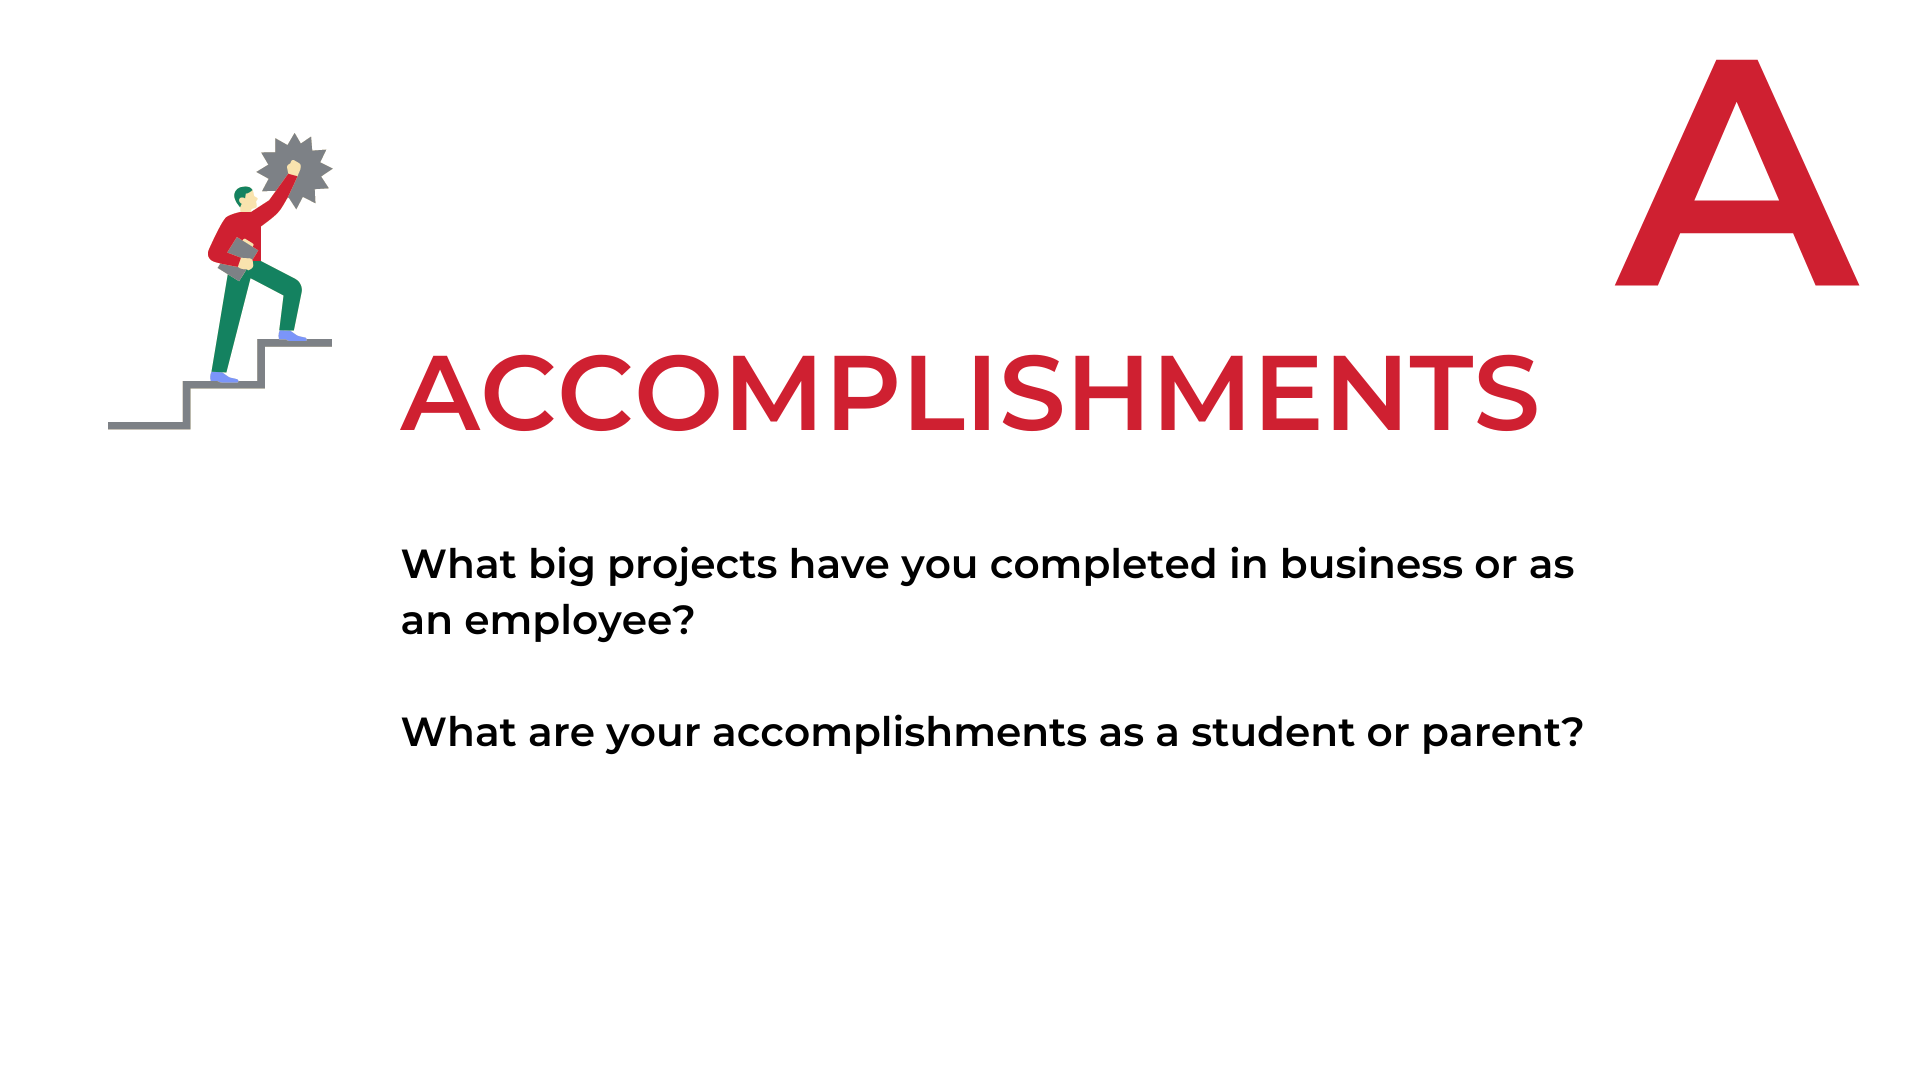 A
ACCOMPLISHMENTS
What big projects have you completed in business or as
an employee?
What are your accomplishments as a student or parent?